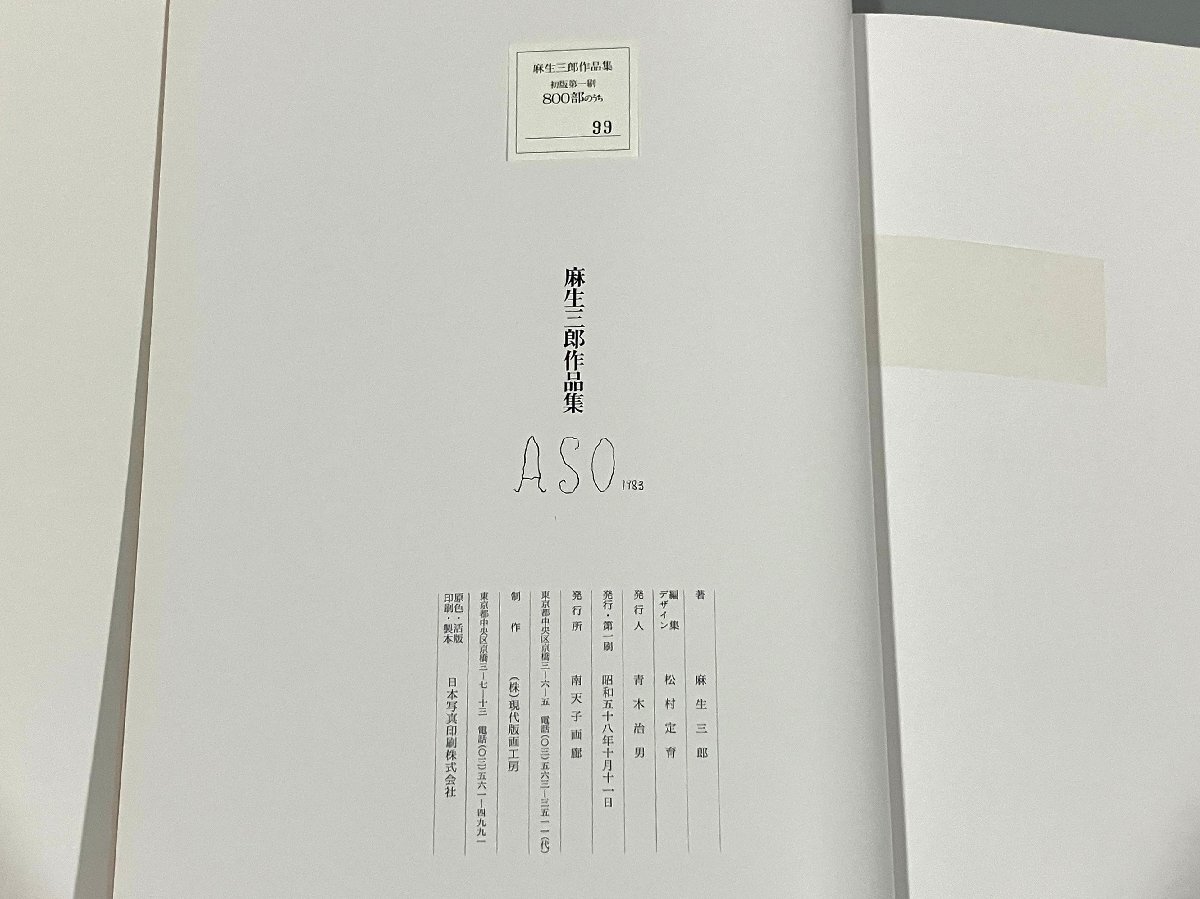 麻生三郎作品集
初版第一刷
800部のうち
99
麻生三郎作品集
ASO 1983
著 麻生三郎
編集 デザイン 松村定育
発行人 青木治男
発行・第一刷 昭和五十八年十月十一日
発行所 南天子画廊
東京都中央区京橋三―六―五 電話(〇三)五六三―三五一一(代)
制作 (株)現代版画工房
東京都中央区京橋三―七―十三 電話(〇三)五六一―四九九一
原色・活版 印刷・製本 日本写真印刷株式会社